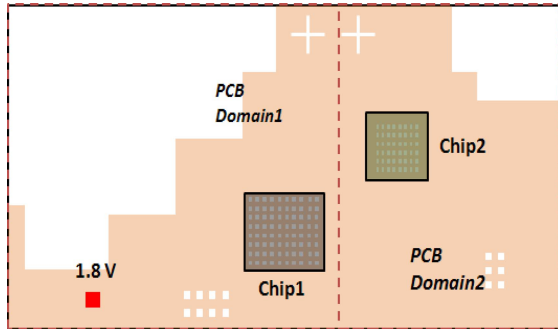 PCB
Domain1
Chip2
1.8 V
Chip1
PCB
Domain2